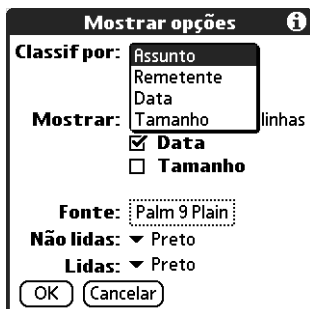 Mostrar opções
Classif por: Assunto
Remetente
Data
Mostrar: Tamanho linhas
Data
Tamanho
Fonte: Palm 9 Plain
Não lidas: Preto
Lidas: Preto
OK Cancelar